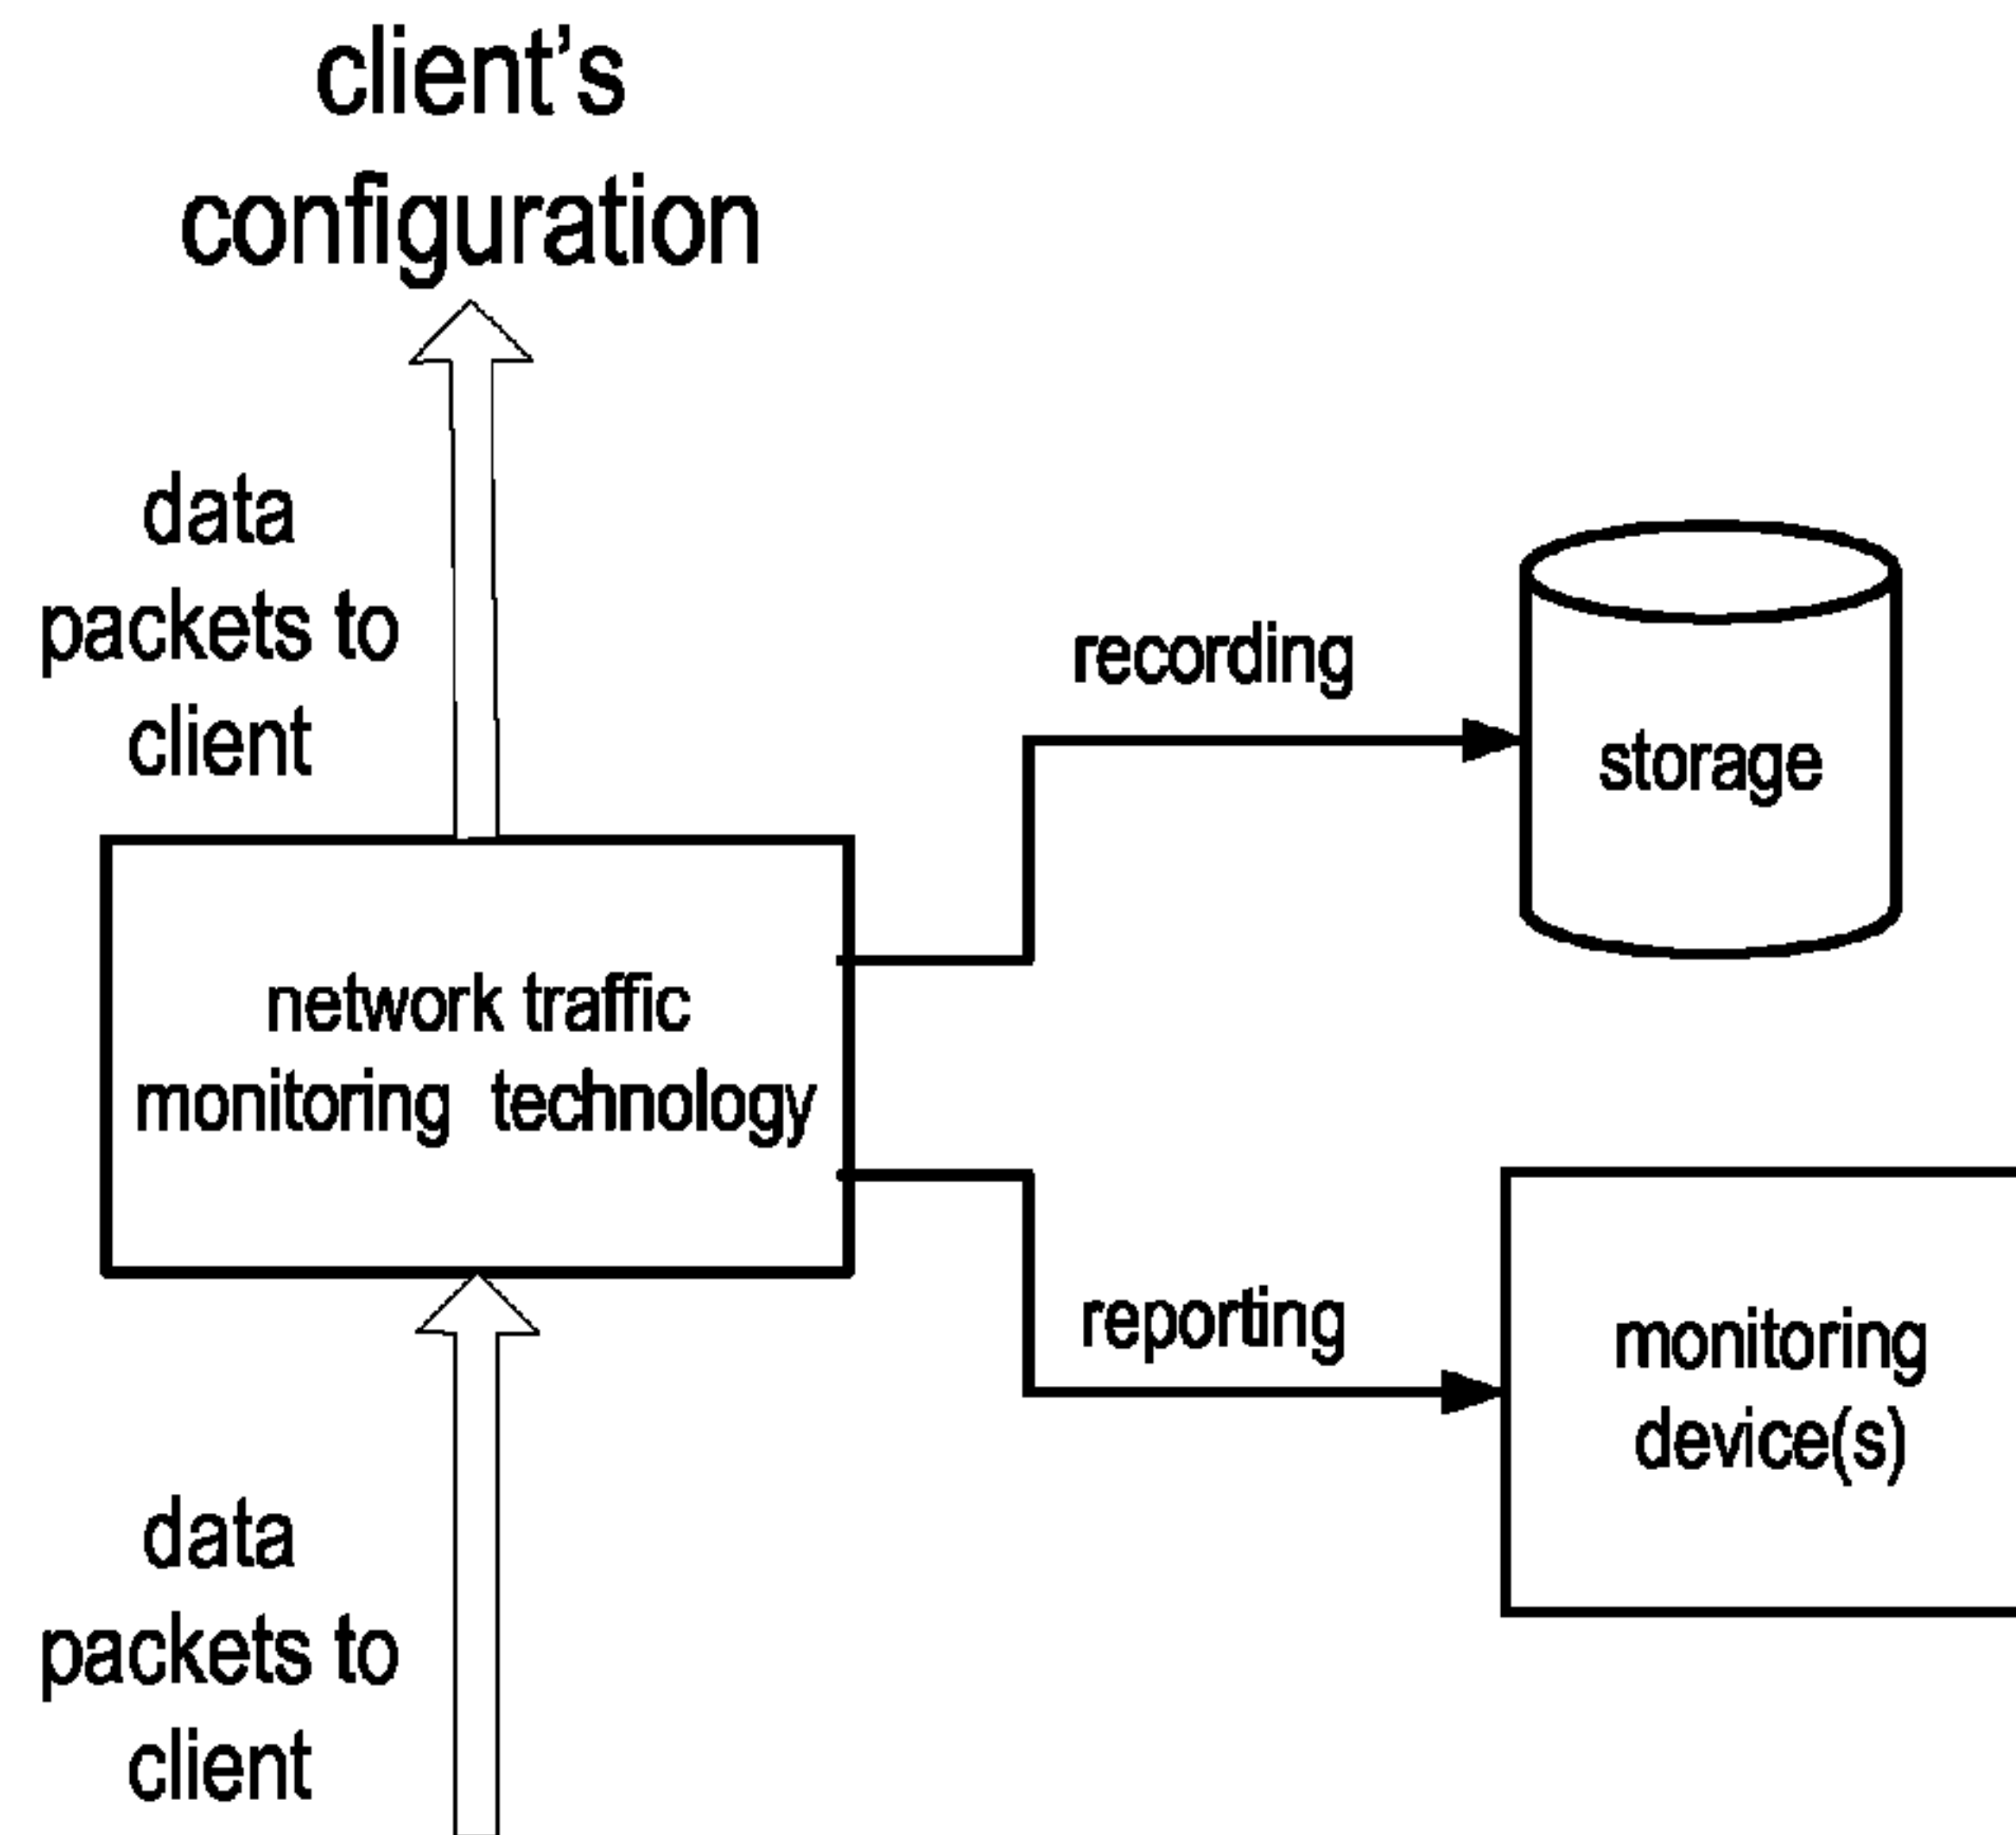 client's
configuration
data
packets to
client
recording
storage
network traffic
monitoring technology
reporting
monitoring
device(s)
data
packets to
client